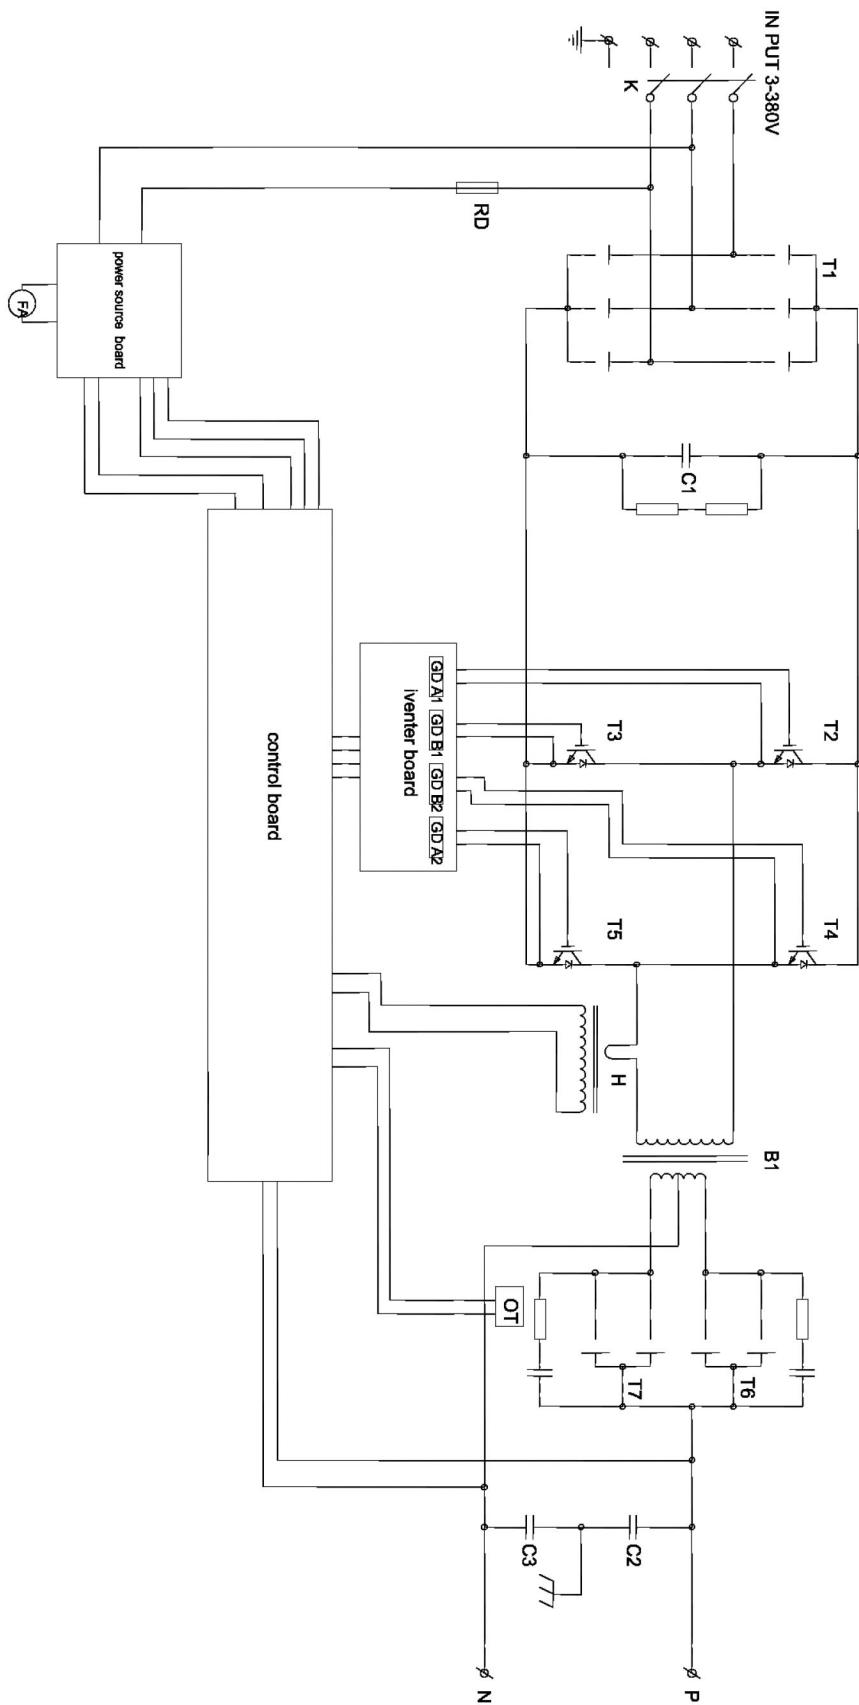 IN PUT 3-380V
K
RD
T1
C1
power source board
FA
T2
T3
T4
T5
GD A1
GD B1
GD B2
GD A2
iventer board
control board
H
B1
T6
T7
OT
C2
C3
P
N